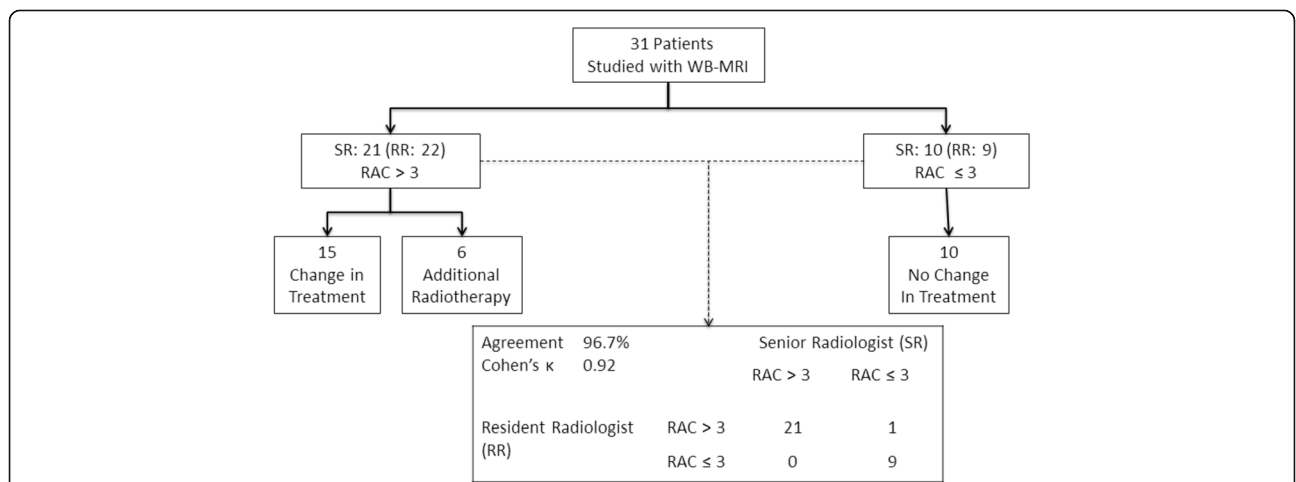 31 Patients
Studied with WB-MRI
SR: 21 (RR: 22)
RAC > 3
SR: 10 (RR: 9)
RAC ≤ 3
15
Change in
Treatment
6
Additional
Radiotherapy
10
No Change
In Treatment
Agreement 96.7% Senior Radiologist (SR)
Cohen's κ 0.92
RAC > 3 RAC ≤ 3
Resident Radiologist RAC > 3 21 1
(RR)
RAC ≤ 3 0 9